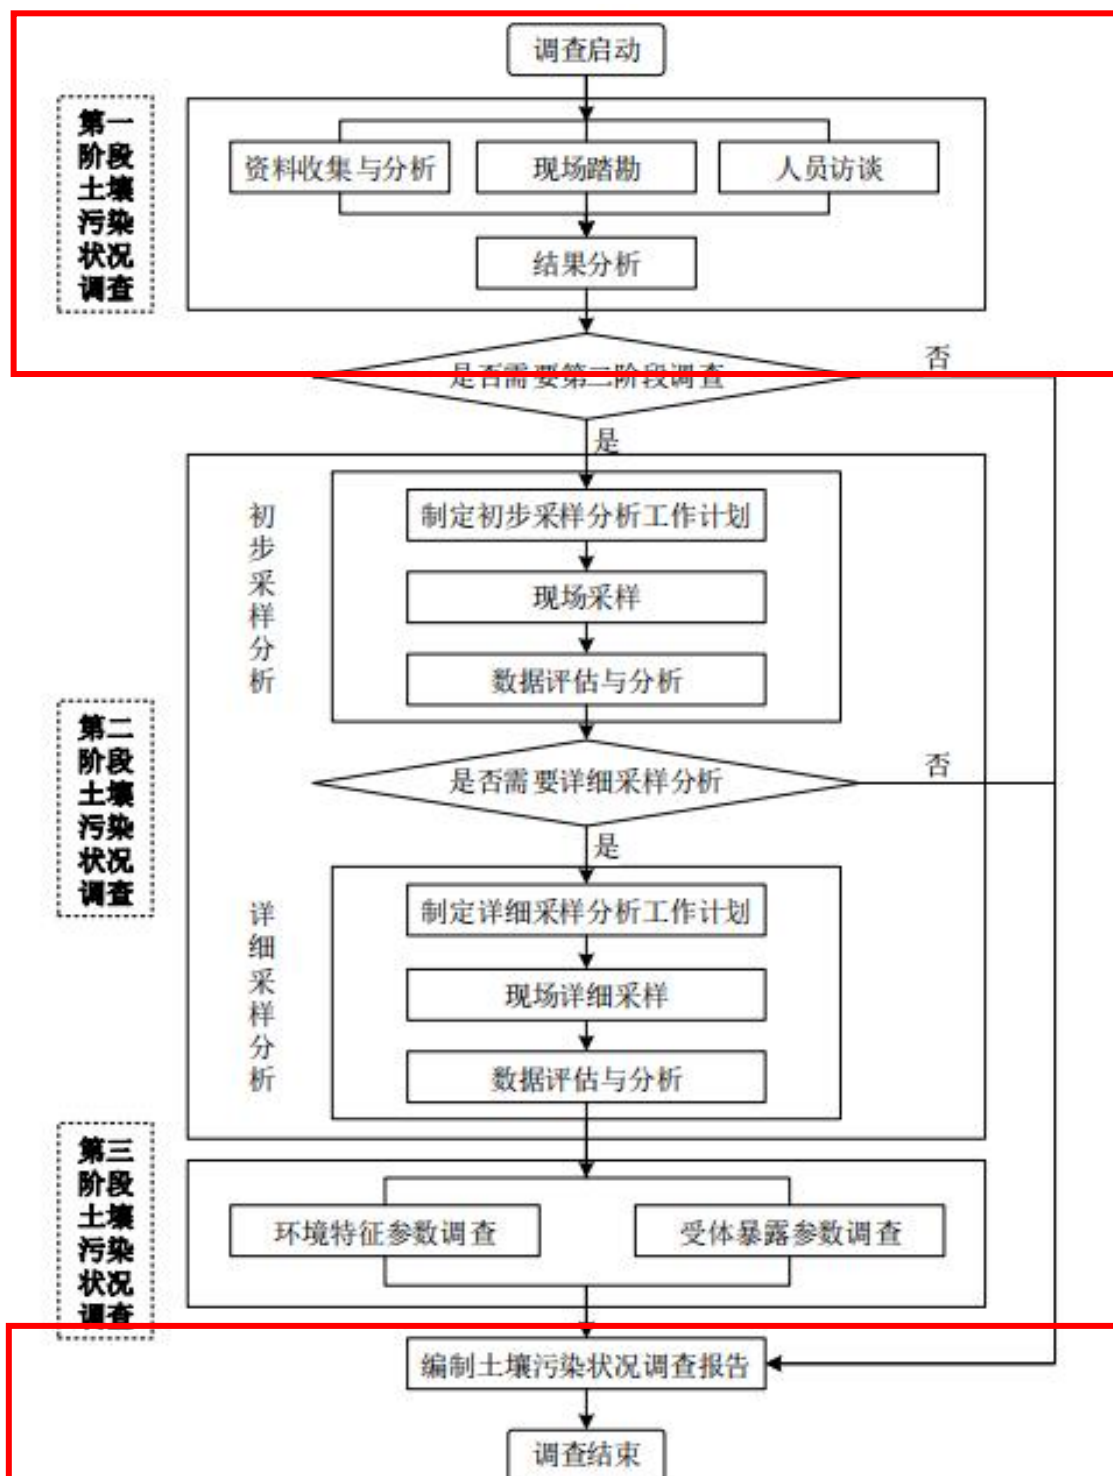 调查启动
第一
阶段
土壤
污染
状况
调查
资料收集与分析
现场踏勘
人员访谈
结果分析
是否需要第二阶段调查
否
是
初
步
采
样
分
析
制定初步采样分析工作计划
现场采样
数据评估与分析
第二
阶段
土壤
污染
状况
调查
是否需要详细采样分析
否
是
详
细
采
样
分
析
制定详细采样分析工作计划
现场详细采样
数据评估与分析
第三
阶段
土壤
污染
状况
调查
环境特征参数调查
受体暴露参数调查
编制土壤污染状况调查报告
调查结束